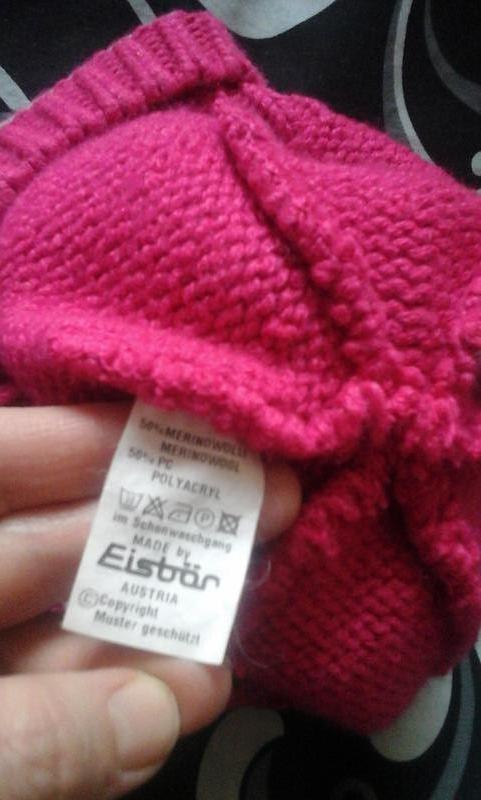 50% MERINOWOLLE
MERINOWOOL
50% PC
POLYACRYL
P
im Schonwaschgang
MADE by
Eisbär
AUSTRIA
©Copyright
Muster geschützt